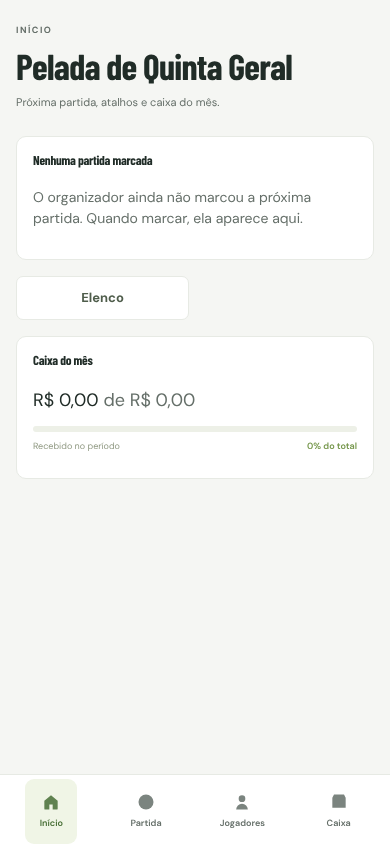 INÍCIO
Pelada de Quinta Geral
Próxima partida, atalhos e caixa do mês.
Nenhuma partida marcada
O organizador ainda não marcou a próxima
partida. Quando marcar, ela aparece aqui.
Elenco
Caixa do mês
R$ 0,00 de R$ 0,00
Recebido no período
0% do total
Início
Partida
Jogadores
Caixa